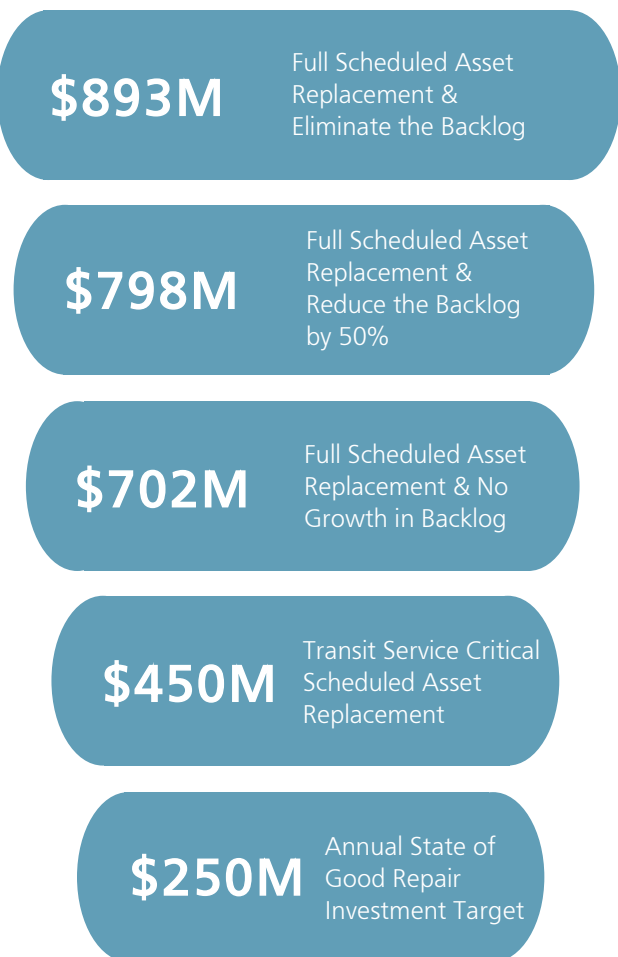 $893M
Full Scheduled Asset
Replacement &
Eliminate the Backlog
$798M
Full Scheduled Asset
Replacement &
Reduce the Backlog
by 50%
$702M
Full Scheduled Asset
Replacement & No
Growth in Backlog
$450M
Transit Service Critical
Scheduled Asset
Replacement
$250M
Annual State of
Good Repair
Investment Target